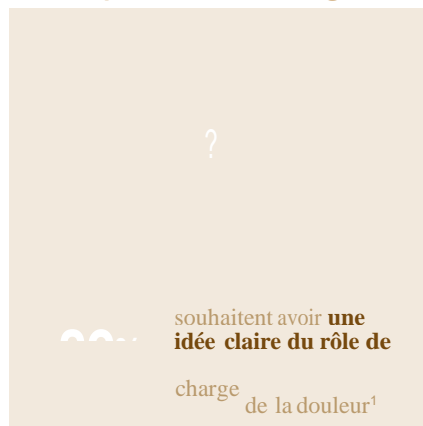 ?
souhaitent avoir une
idée claire du rôle de
charge
de la douleur¹